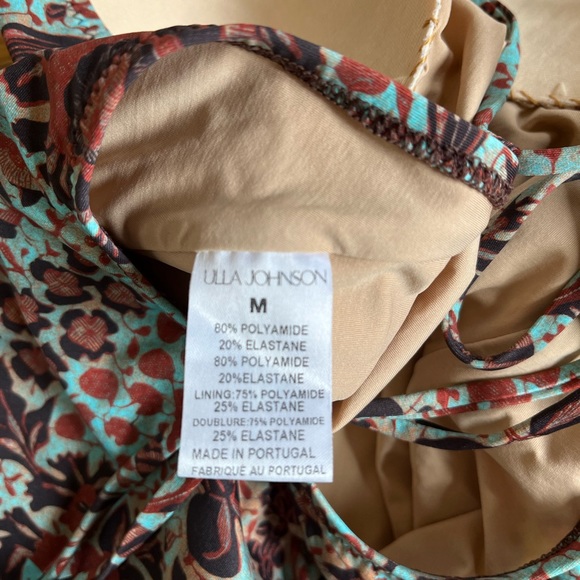 ULLA JOHNSON
M
80% POLYAMIDE
20% ELASTANE
80% POLYAMIDE
20%ELASTANE
LINING:75% POLYAMIDE
25% ELASTANE
DOUBLURE:75% POLYAMIDE
25% ELASTANE
MADE IN PORTUGAL
FABRIQUE AU PORTUGAL